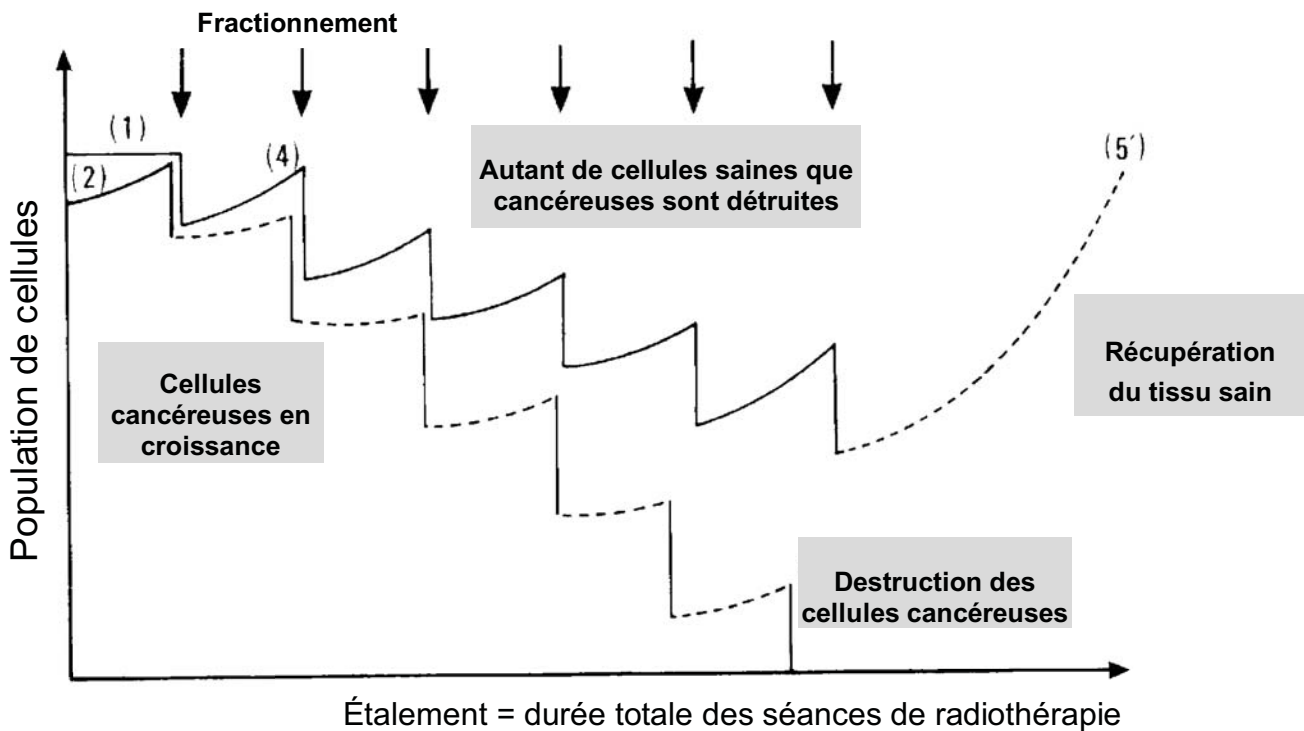 Fractionnement
(1)
(2)
(4)
Autant de cellules saines que
cancéreuses sont détruites
(5')
Population de cellules
Cellules
cancéreuses en
croissance
Récupération
du tissu sain
Destruction des
cellules cancéreuses
Étalement = durée totale des séances de radiothérapie